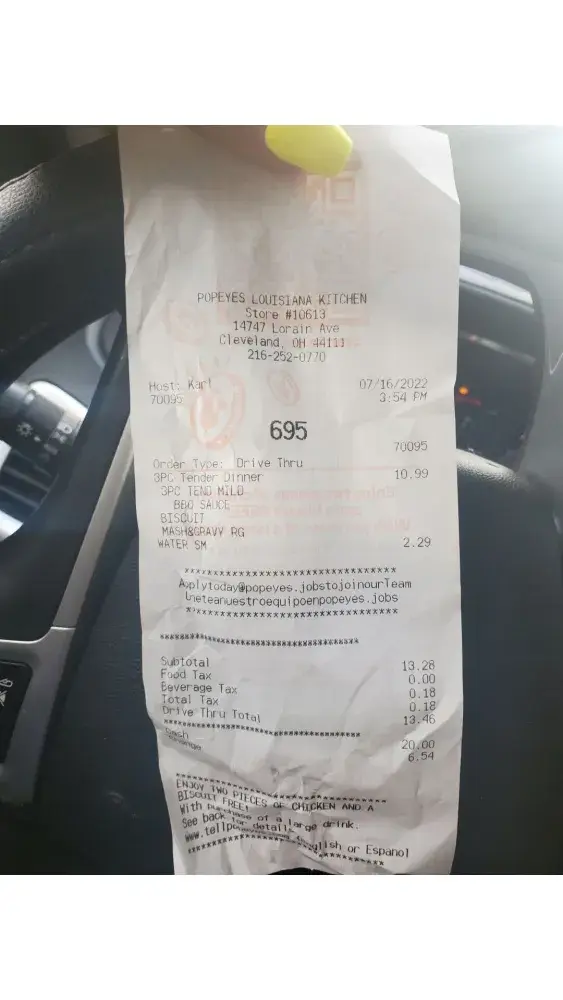 POPEYES LOUISIANA KITCHEN
Store #10613
14747 Lorain Ave
Cleveland, OH 44111
216-252-0770
Host: Karl 07/16/2022
70095 3:54 PM
695
70095
Order Type: Drive Thru
3PC Tender Dinner 10.99
3PC TEND MILD
BBQ SAUCE
BISCUIT
MASH&GRAVY RG
WATER SM 2.29
********************************
Applytoday@popeyes.jobstojoinourTeam
Uneteanuestroequipoenpopeyes.jobs
********************************
********************************
Subtotal 13.28
Food Tax 0.00
Beverage Tax 0.18
Total Tax 0.18
Drive Thru Total 13.46
********************************
Cash 20.00
Change 6.54
********************************
ENJOY TWO PIECES OF CHICKEN AND A
BISCUIT FREE!
With purchase of a large drink.
See back for details
English or Espanol
********************************